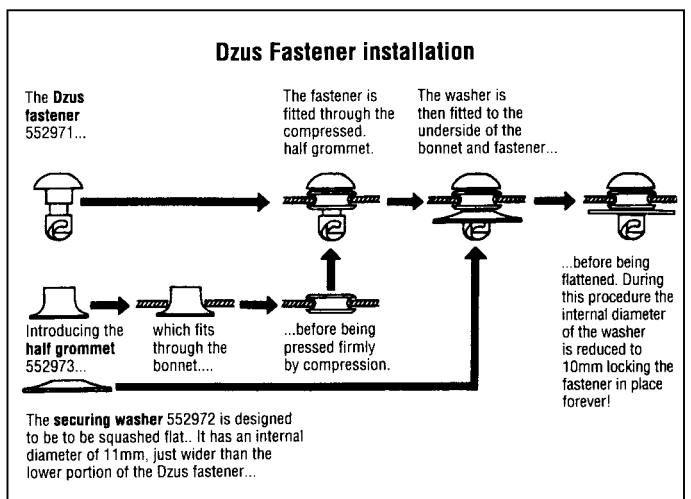 Dzus Fastener installation
The Dzus
fastener
552971...
The fastener is
fitted through the
compressed.
half grommet.
The washer is
then fitted to the
underside of the
bonnet and fastener...
Introducing the
half grommet
552973...
which fits
through the
bonnet....
...before being
pressed firmly
by compression.
...before being
flattened. During
this procedure the
internal diameter
of the washer
is reduced to
10mm locking the
fastener in place
forever!
The securing washer 552972 is designed
to be to be squashed flat.. It has an internal
diameter of 11mm, just wider than the
lower portion of the Dzus fastener...